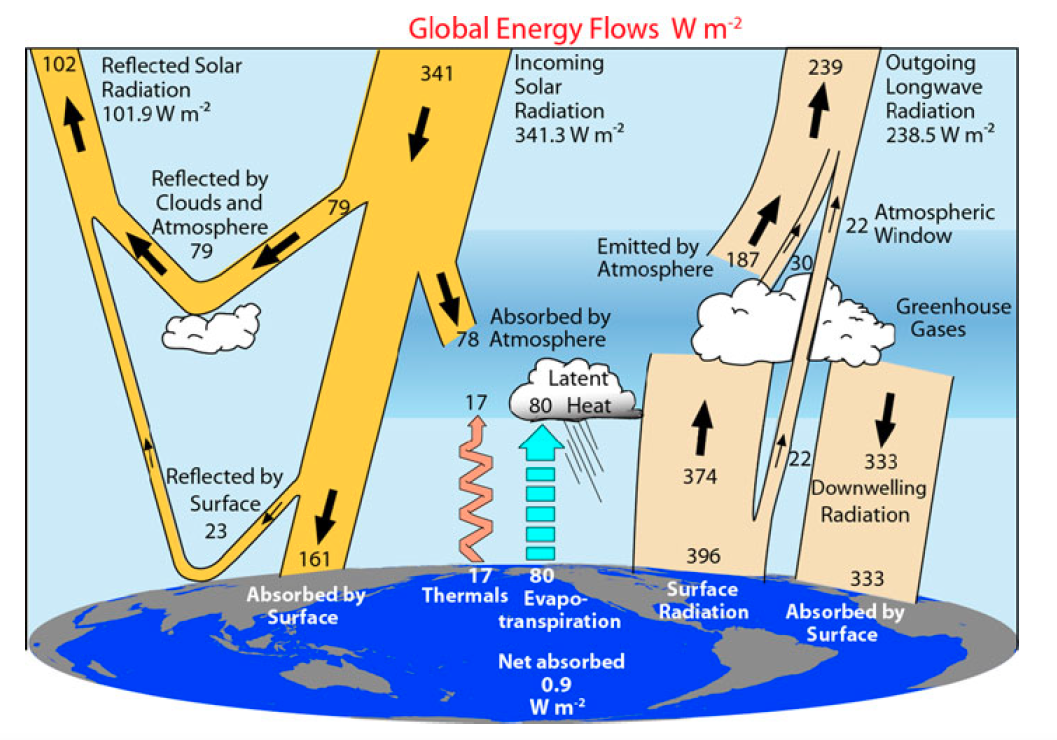 Global Energy Flows W m-2
102
Reflected Solar
Radiation
101.9 W m-2
341
Incoming
Solar
Radiation
341.3 W m-2
239
Outgoing
Longwave
Radiation
238.5 W m-2
Reflected by
Clouds and
Atmosphere
79
79
Emitted by
Atmosphere
187
30
22
Atmospheric
Window
Greenhouse
Gases
78
Absorbed by
Atmosphere
17
Latent
80 Heat
374
22
333
Downwelling
Radiation
Reflected by
Surface
23
161
396
333
Absorbed by
Surface
17
Thermals
80
Evapo-
transpiration
Surface
Radiation
Absorbed by
Surface
Net absorbed
0.9
W m-2